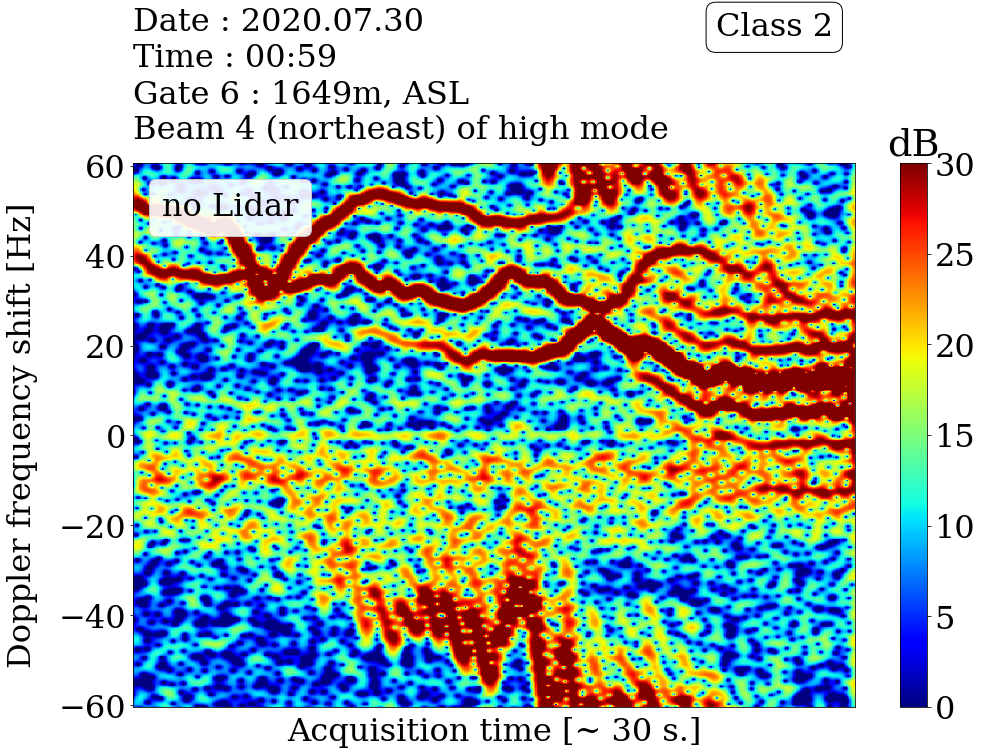 Date : 2020.07.30
Time : 00:59
Gate 6 : 1649m, ASL
Beam 4 (northeast) of high mode
Class 2
dB
no Lidar
Doppler frequency shift [Hz]
60
40
20
0
−20
−40
−60
Acquisition time [~ 30 s.]
30
25
20
15
10
5
0